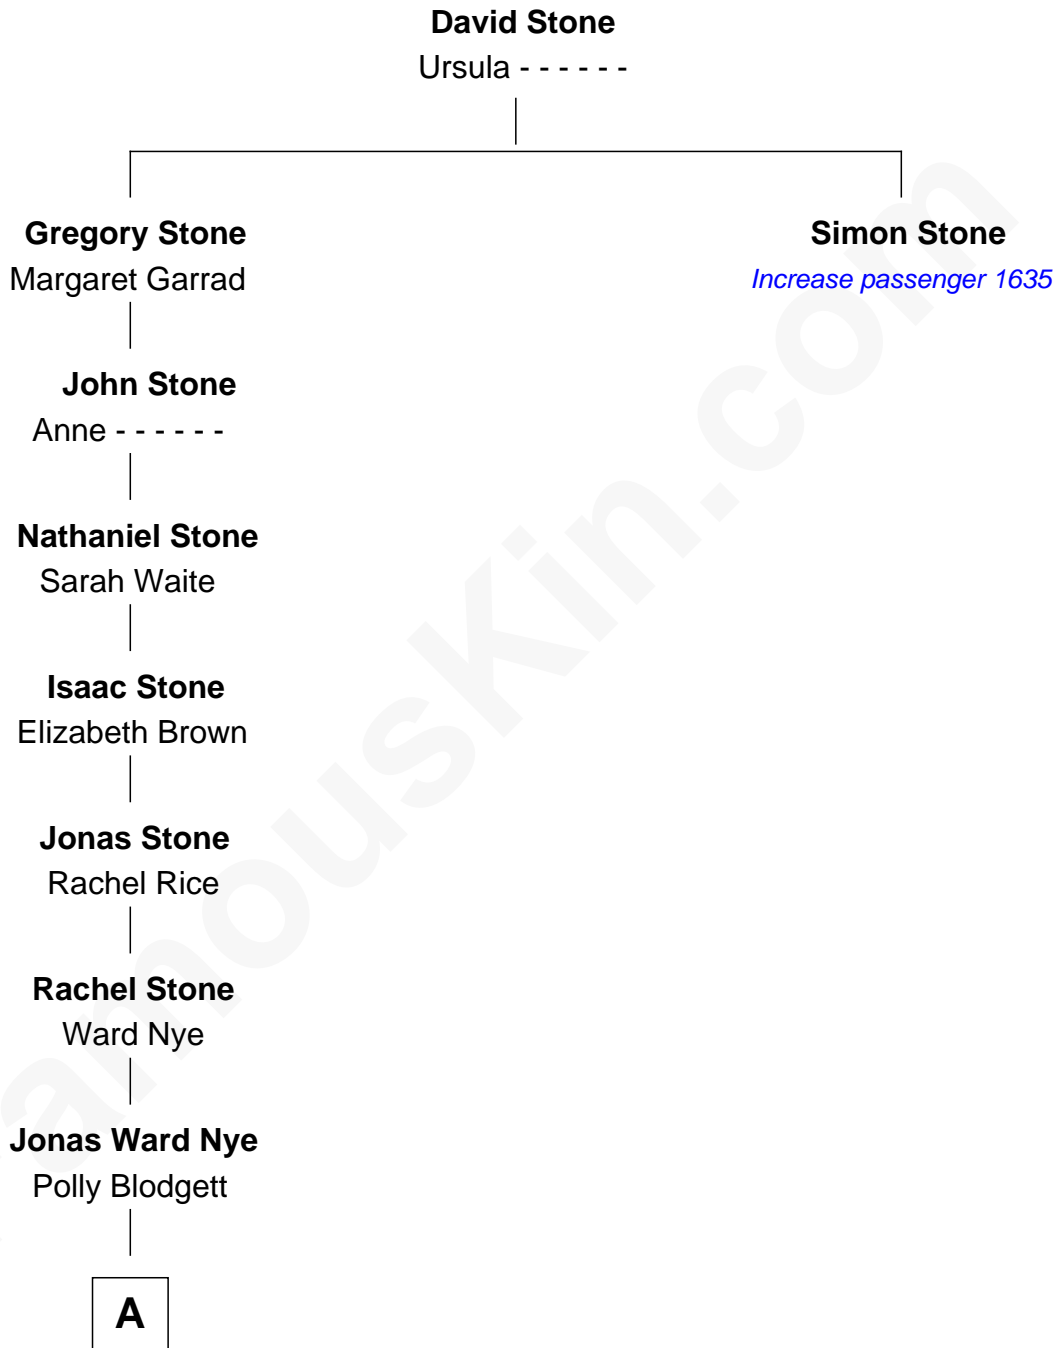 David Stone
Ursula - - - - - -
Gregory Stone
Margaret Garrad
Simon Stone
Increase passenger 1635
John Stone
Anne - - - - - -
Nathaniel Stone
Sarah Waite
Isaac Stone
Elizabeth Brown
Jonas Stone
Rachel Rice
Rachel Stone
Ward Nye
Jonas Ward Nye
Polly Blodgett
A
amouskin.com